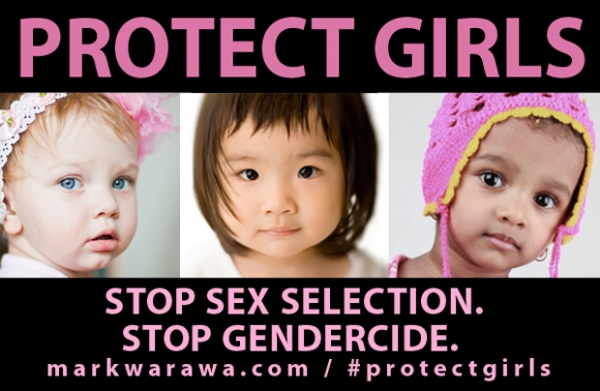 PROTECT GIRLS
STOP SEX SELECTION.
STOP GENDERCIDE.
markwarawa.com / #protectgirls